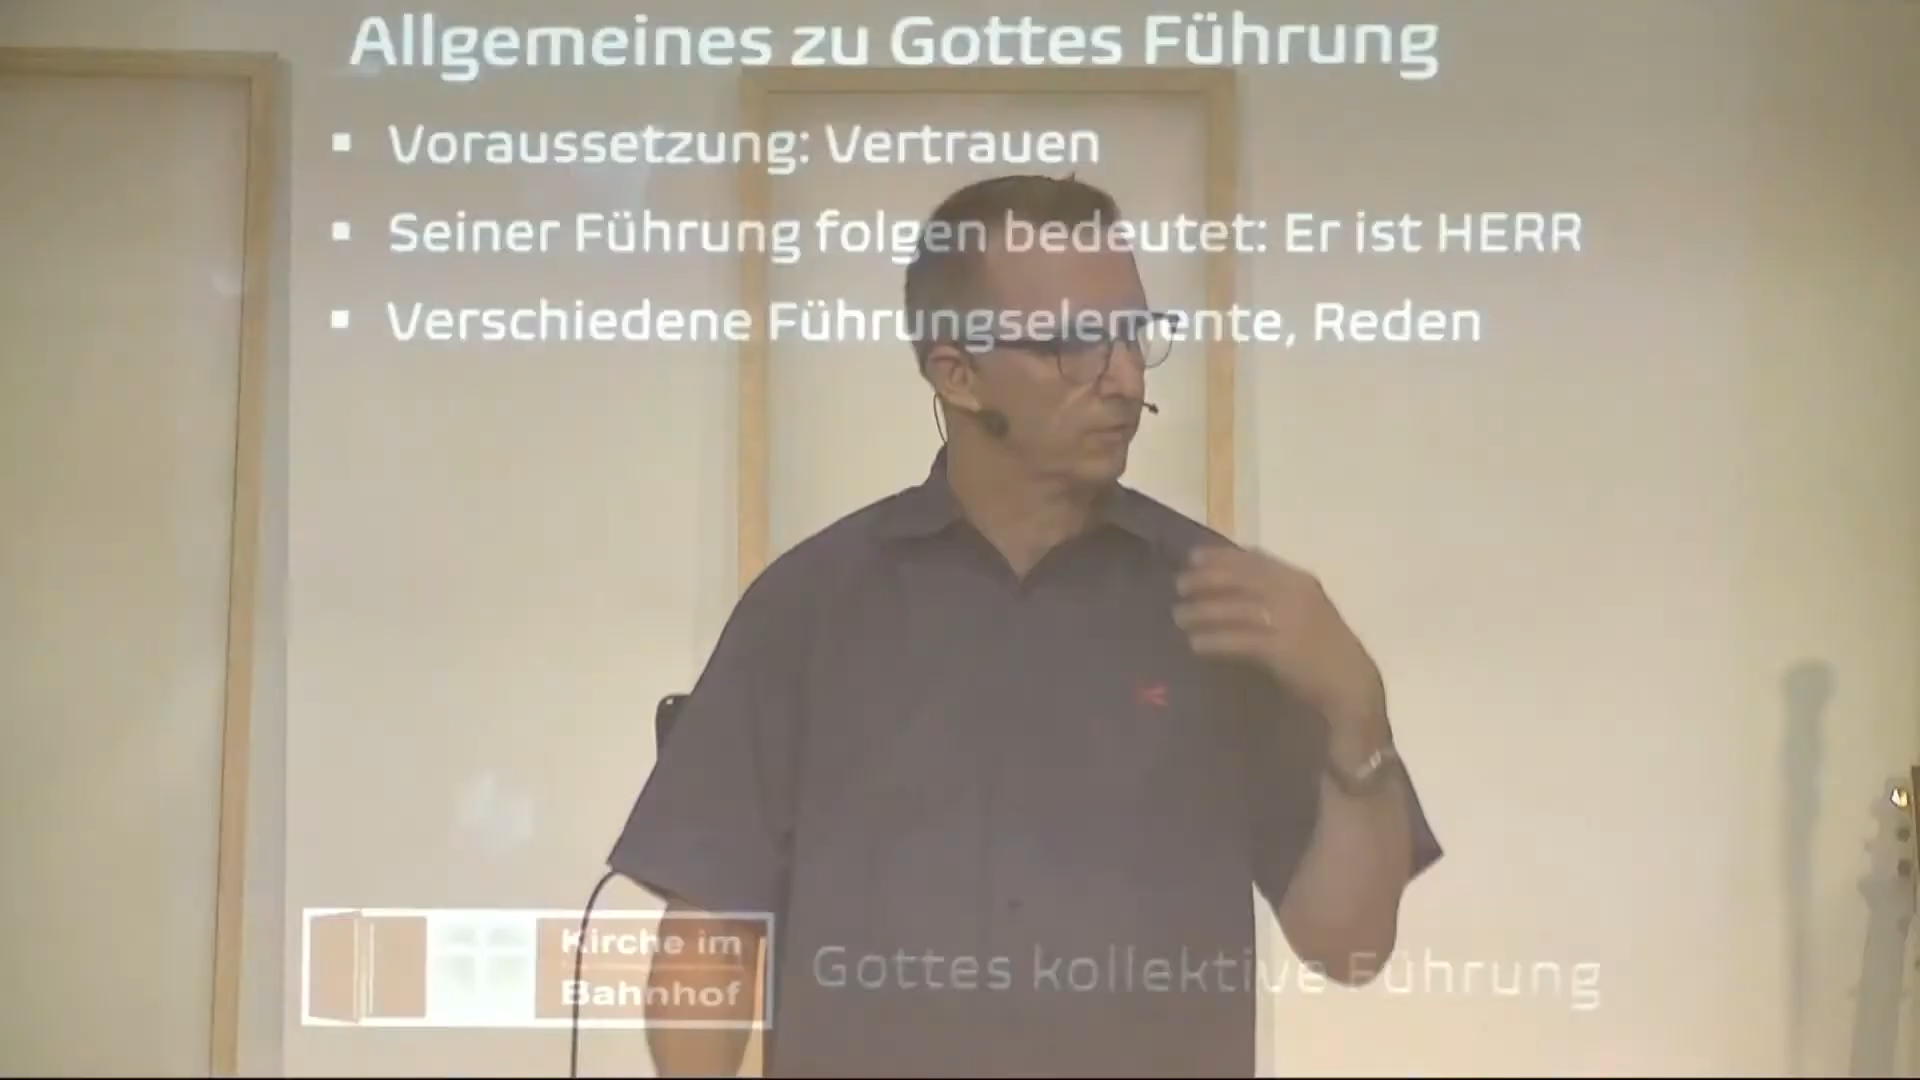 Allgemeines zu Gottes Führung
▪ Voraussetzung: Vertrauen
▪ Seiner Führung folgen bedeutet: Er ist HERR
▪ Verschiedene Führungselemente, Reden
Kirche im
Bahnhof
Gottes kollektive Führung